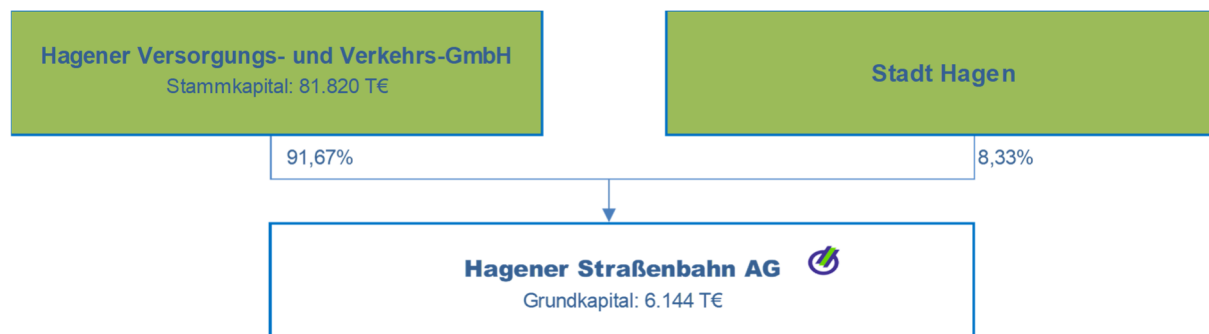 Hagener Versorgungs- und Verkehrs-GmbH
Stammkapital: 81.820 T€
Stadt Hagen
91,67%
8,33%
Hagener Straßenbahn AG
Grundkapital: 6.144 T€